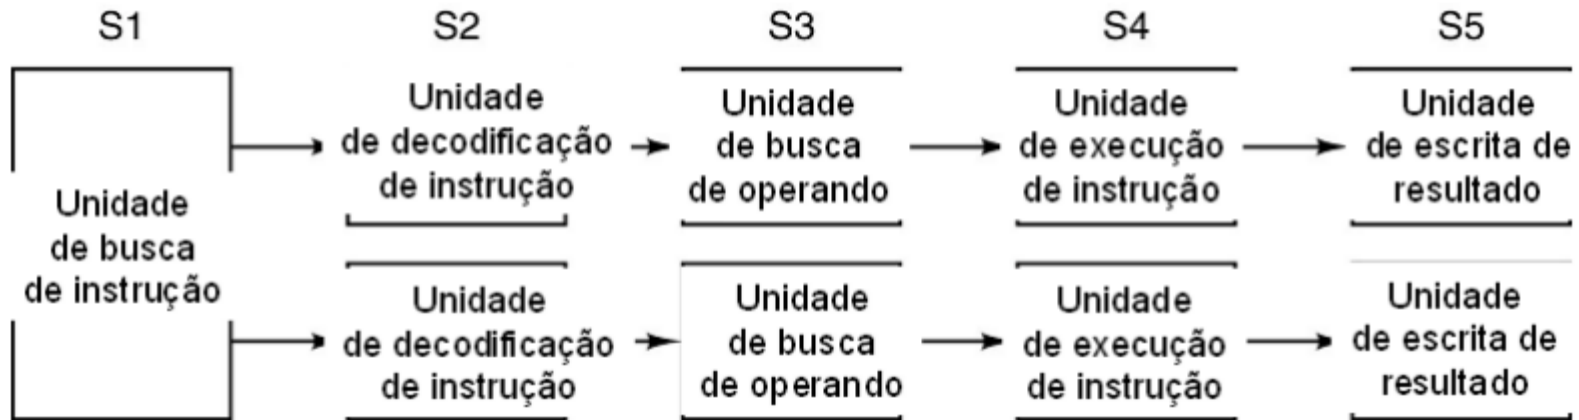 S1 S2 S3 S4 S5
Unidade
de busca
de instrução
Unidade
de decodificação
de instrução
Unidade
de busca
de operando
Unidade
de execução
de instrução
Unidade
de escrita de
resultado
Unidade
de decodificação
de instrução
Unidade
de busca
de operando
Unidade
de execução
de instrução
Unidade
de escrita de
resultado